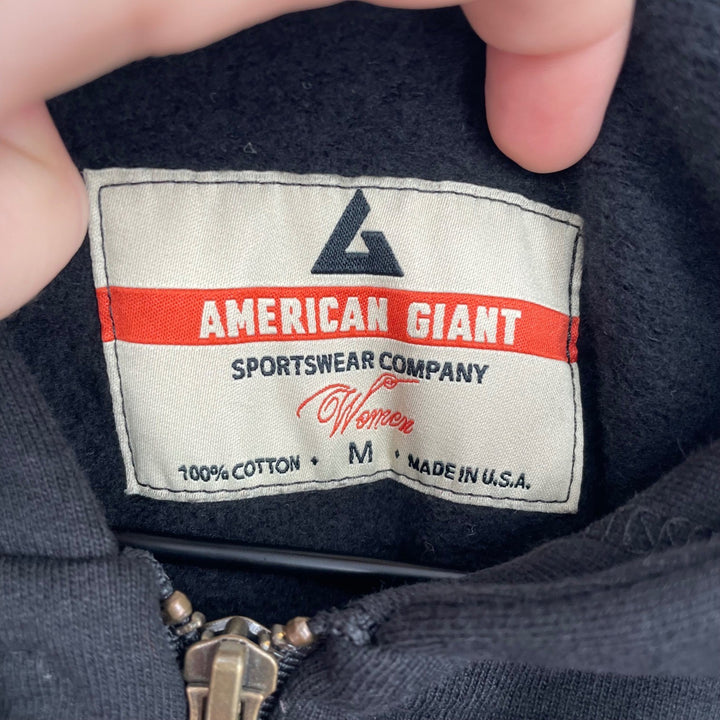 AMERICAN GIANT
SPORTSWEAR COMPANY
Women
100% COTTON • M • MADE IN U.S.A.